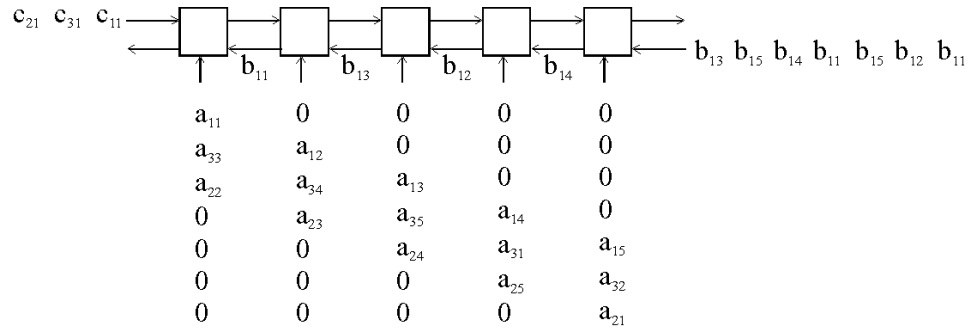 c₂₁ c₃₁ c₁₁
b₁₁ b₁₃ b₁₂ b₁₄ b₁₃ b₁₅ b₁₄ b₁₁ b₁₅ b₁₂ b₁₁
a₁₁ 0 0 0 0
a₃₃ a₁₂ 0 0 0
a₂₂ a₃₄ a₁₃ 0 0
0 a₂₃ a₃₅ a₁₄ 0
0 0 a₂₄ a₃₁ a₁₅
0 0 0 a₂₅ a₃₂
0 0 0 0 a₂₁